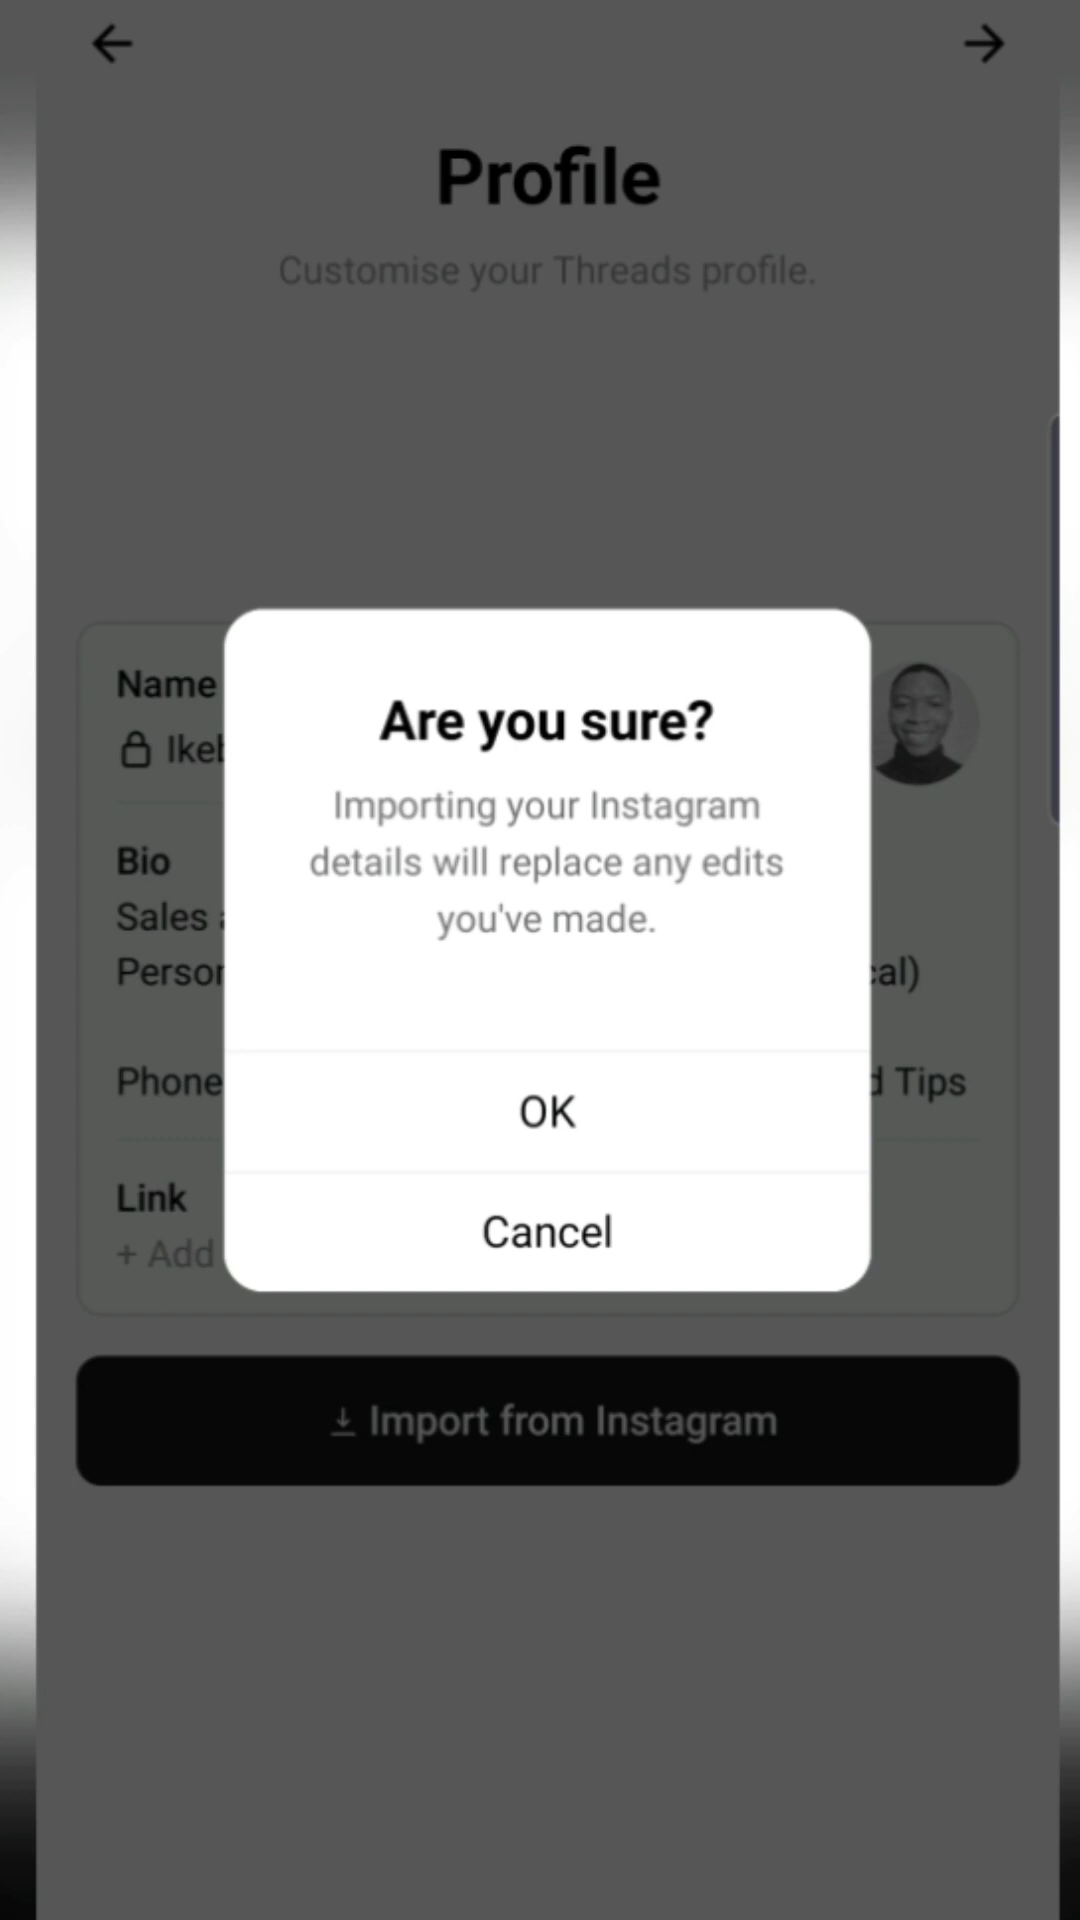 Profile
Customise your Threads profile.
Name
Are you sure?
Importing your Instagram
details will replace any edits
you've made.
Bio
Sales
Phone
Tips
OK
Link
+ Add
Cancel
Import from Instagram